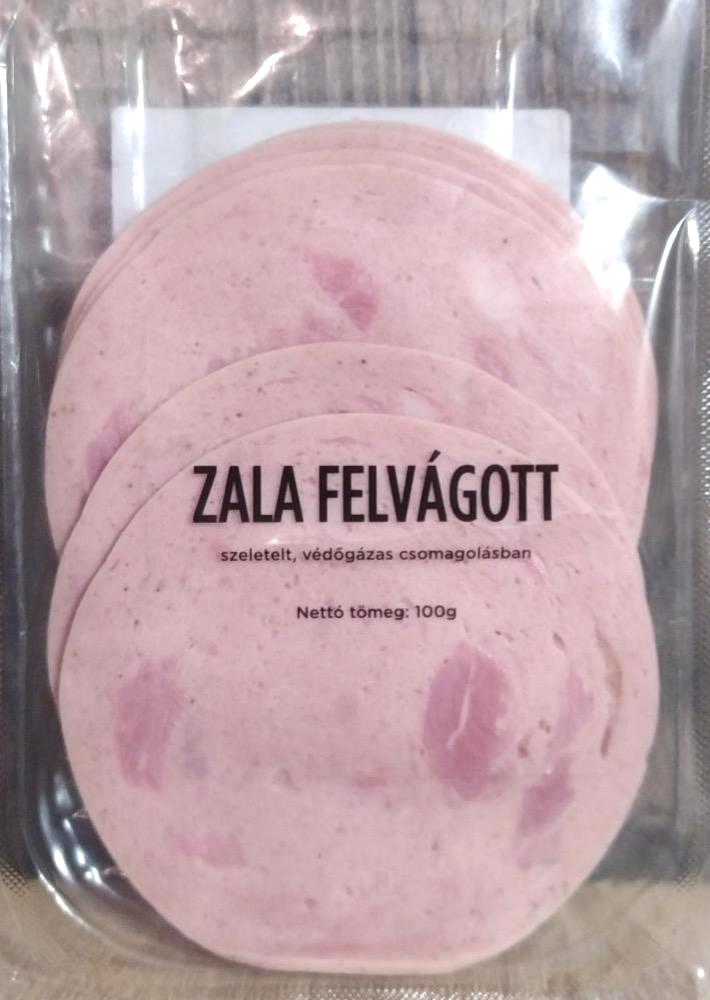 ZALA FELVÁGOTT
szeletelt, védőgázas csomagolásban
Nettó tömeg: 100g